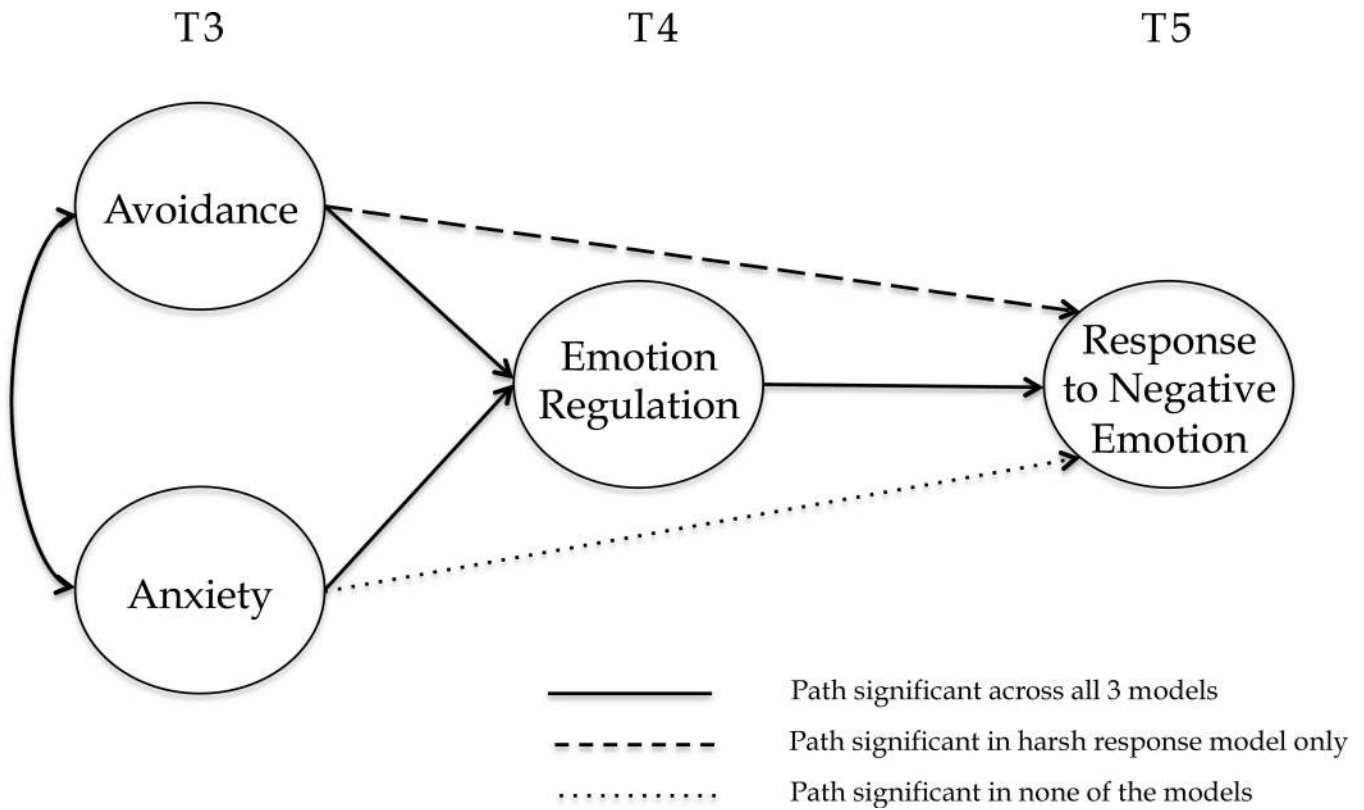 T3
T4
T5
Avoidance
Emotion
Regulation
Response
to Negative
Emotion
Anxiety
Path significant across all 3 models
Path significant in harsh response model only
Path significant in none of the models